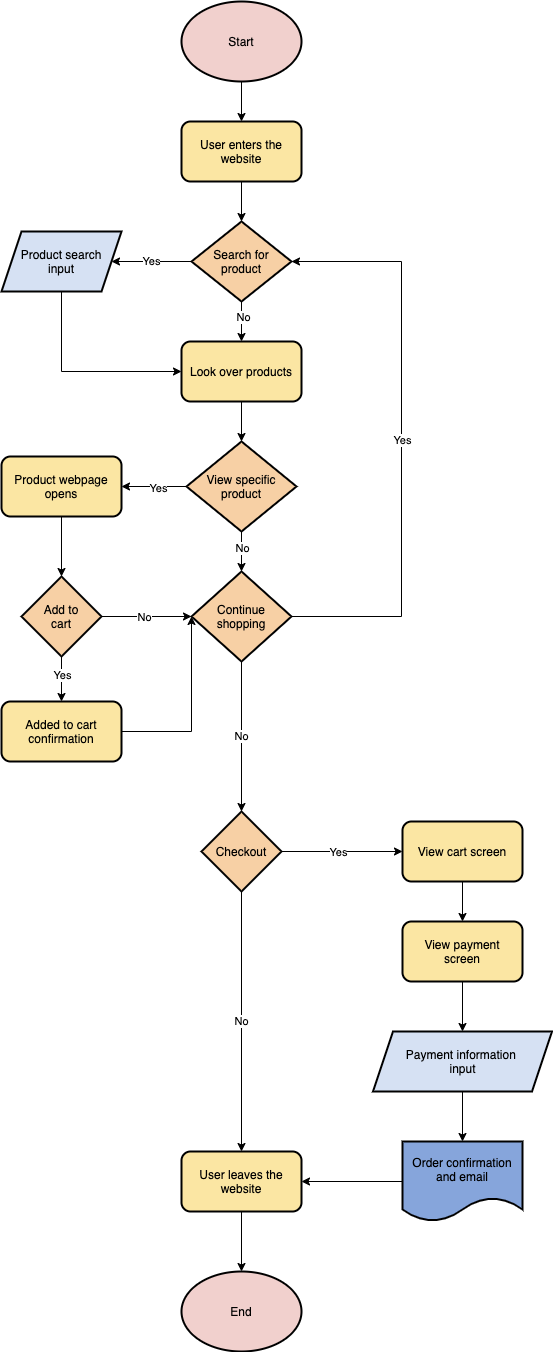 Start
User enters the
website
Search for
product
Yes
Product search
input
No
Look over products
View specific
product
Yes
Product webpage
opens
No
Yes
Add to
cart
No
Continue
shopping
Yes
Added to cart
confirmation
No
Checkout
Yes
View cart screen
View payment
screen
No
Payment information
input
Order confirmation
and email
User leaves the
website
End